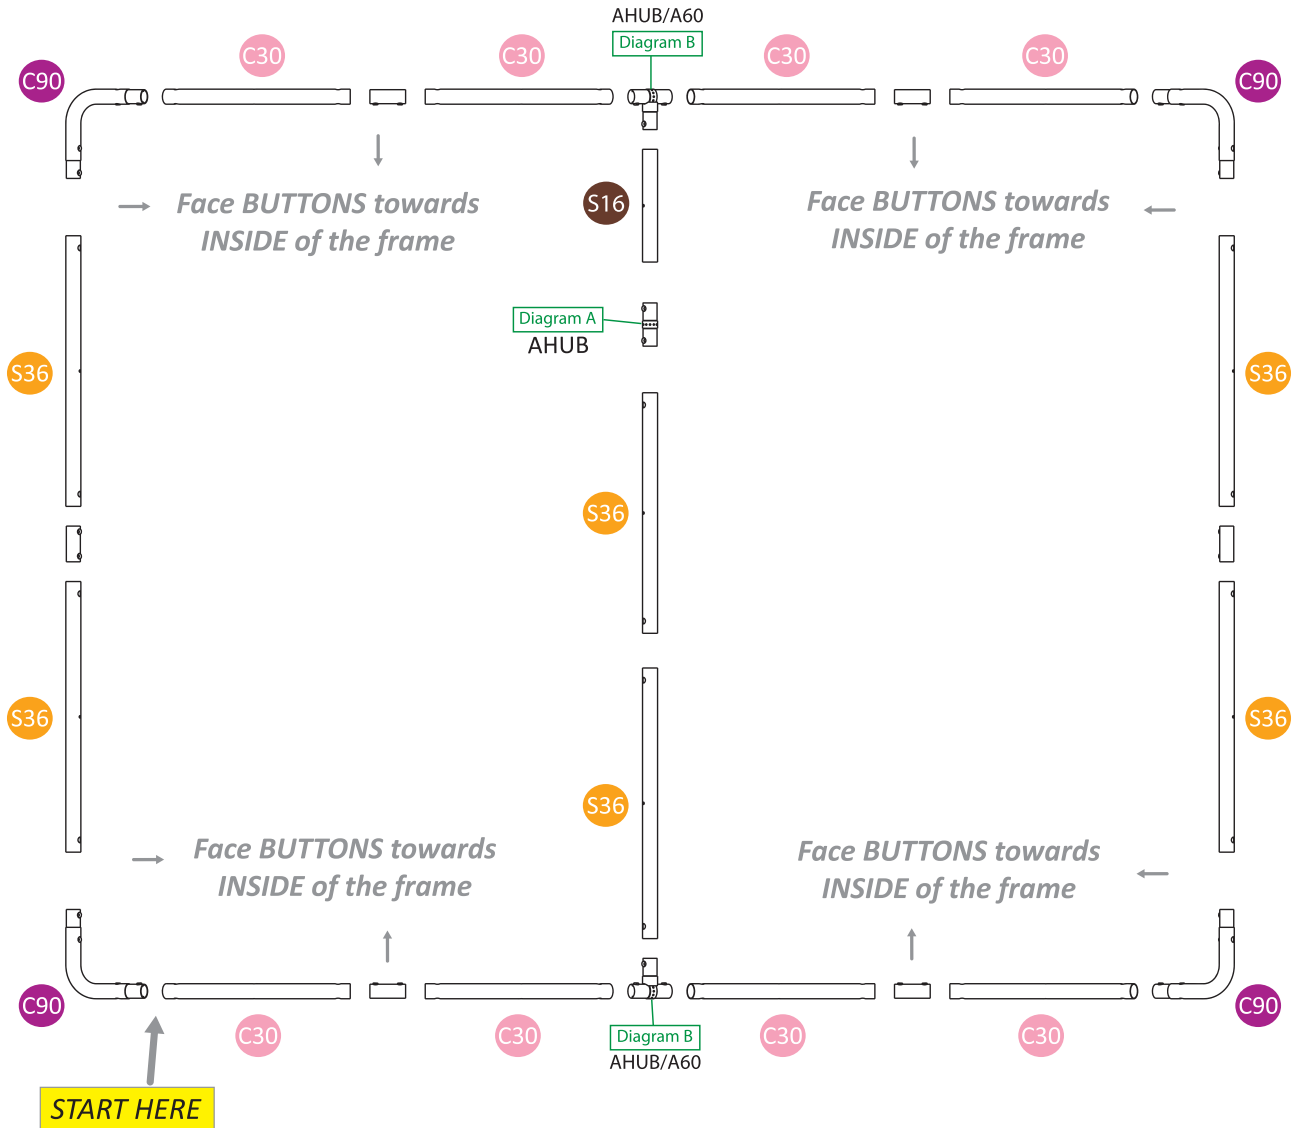 AHUB/A60
Diagram B
C30
C30
C30
C30
C90
C90
Face BUTTONS towards
INSIDE of the frame
S16
Face BUTTONS towards
INSIDE of the frame
Diagram A
AHUB
S36
S36
S36
S36
S36
S36
Face BUTTONS towards
INSIDE of the frame
Face BUTTONS towards
INSIDE of the frame
C90
C90
C30
C30
Diagram B
AHUB/A60
C30
C30
START HERE